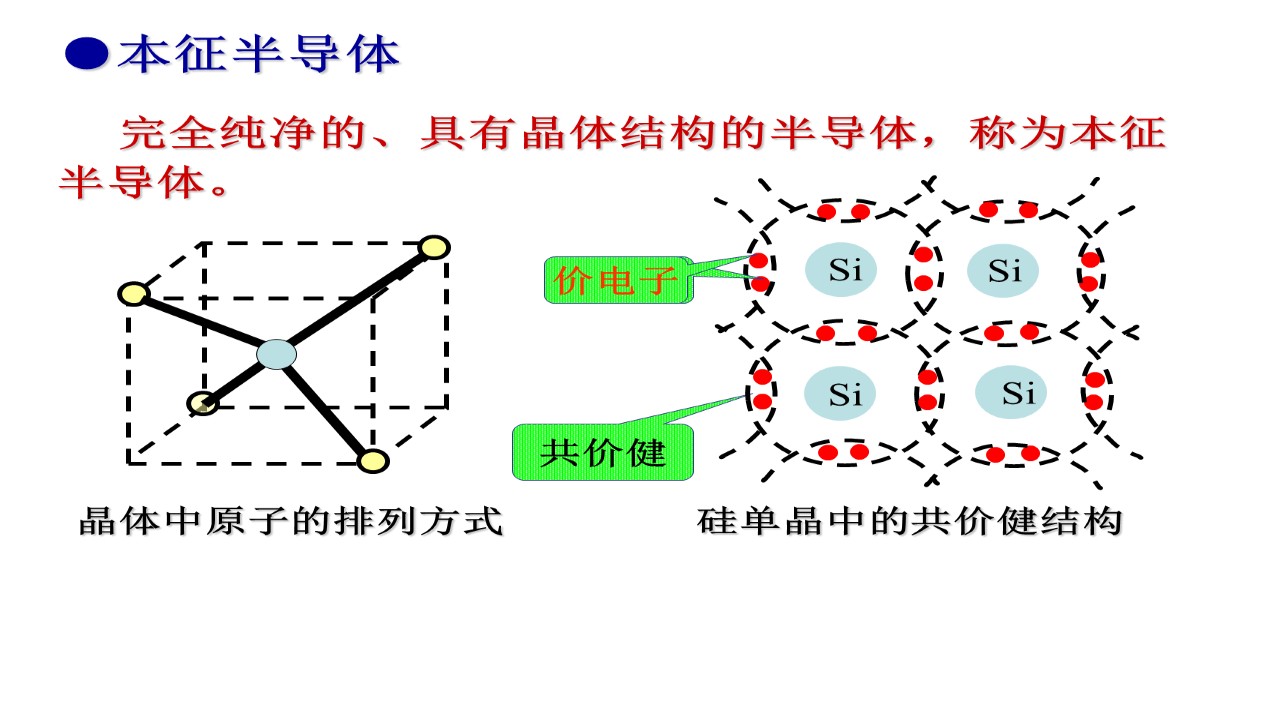 本征半导体
完全纯净的、具有晶体结构的半导体，称为本征
半导体。
价电子
Si
Si
Si
Si
共价健
晶体中原子的排列方式
硅单晶中的共价健结构